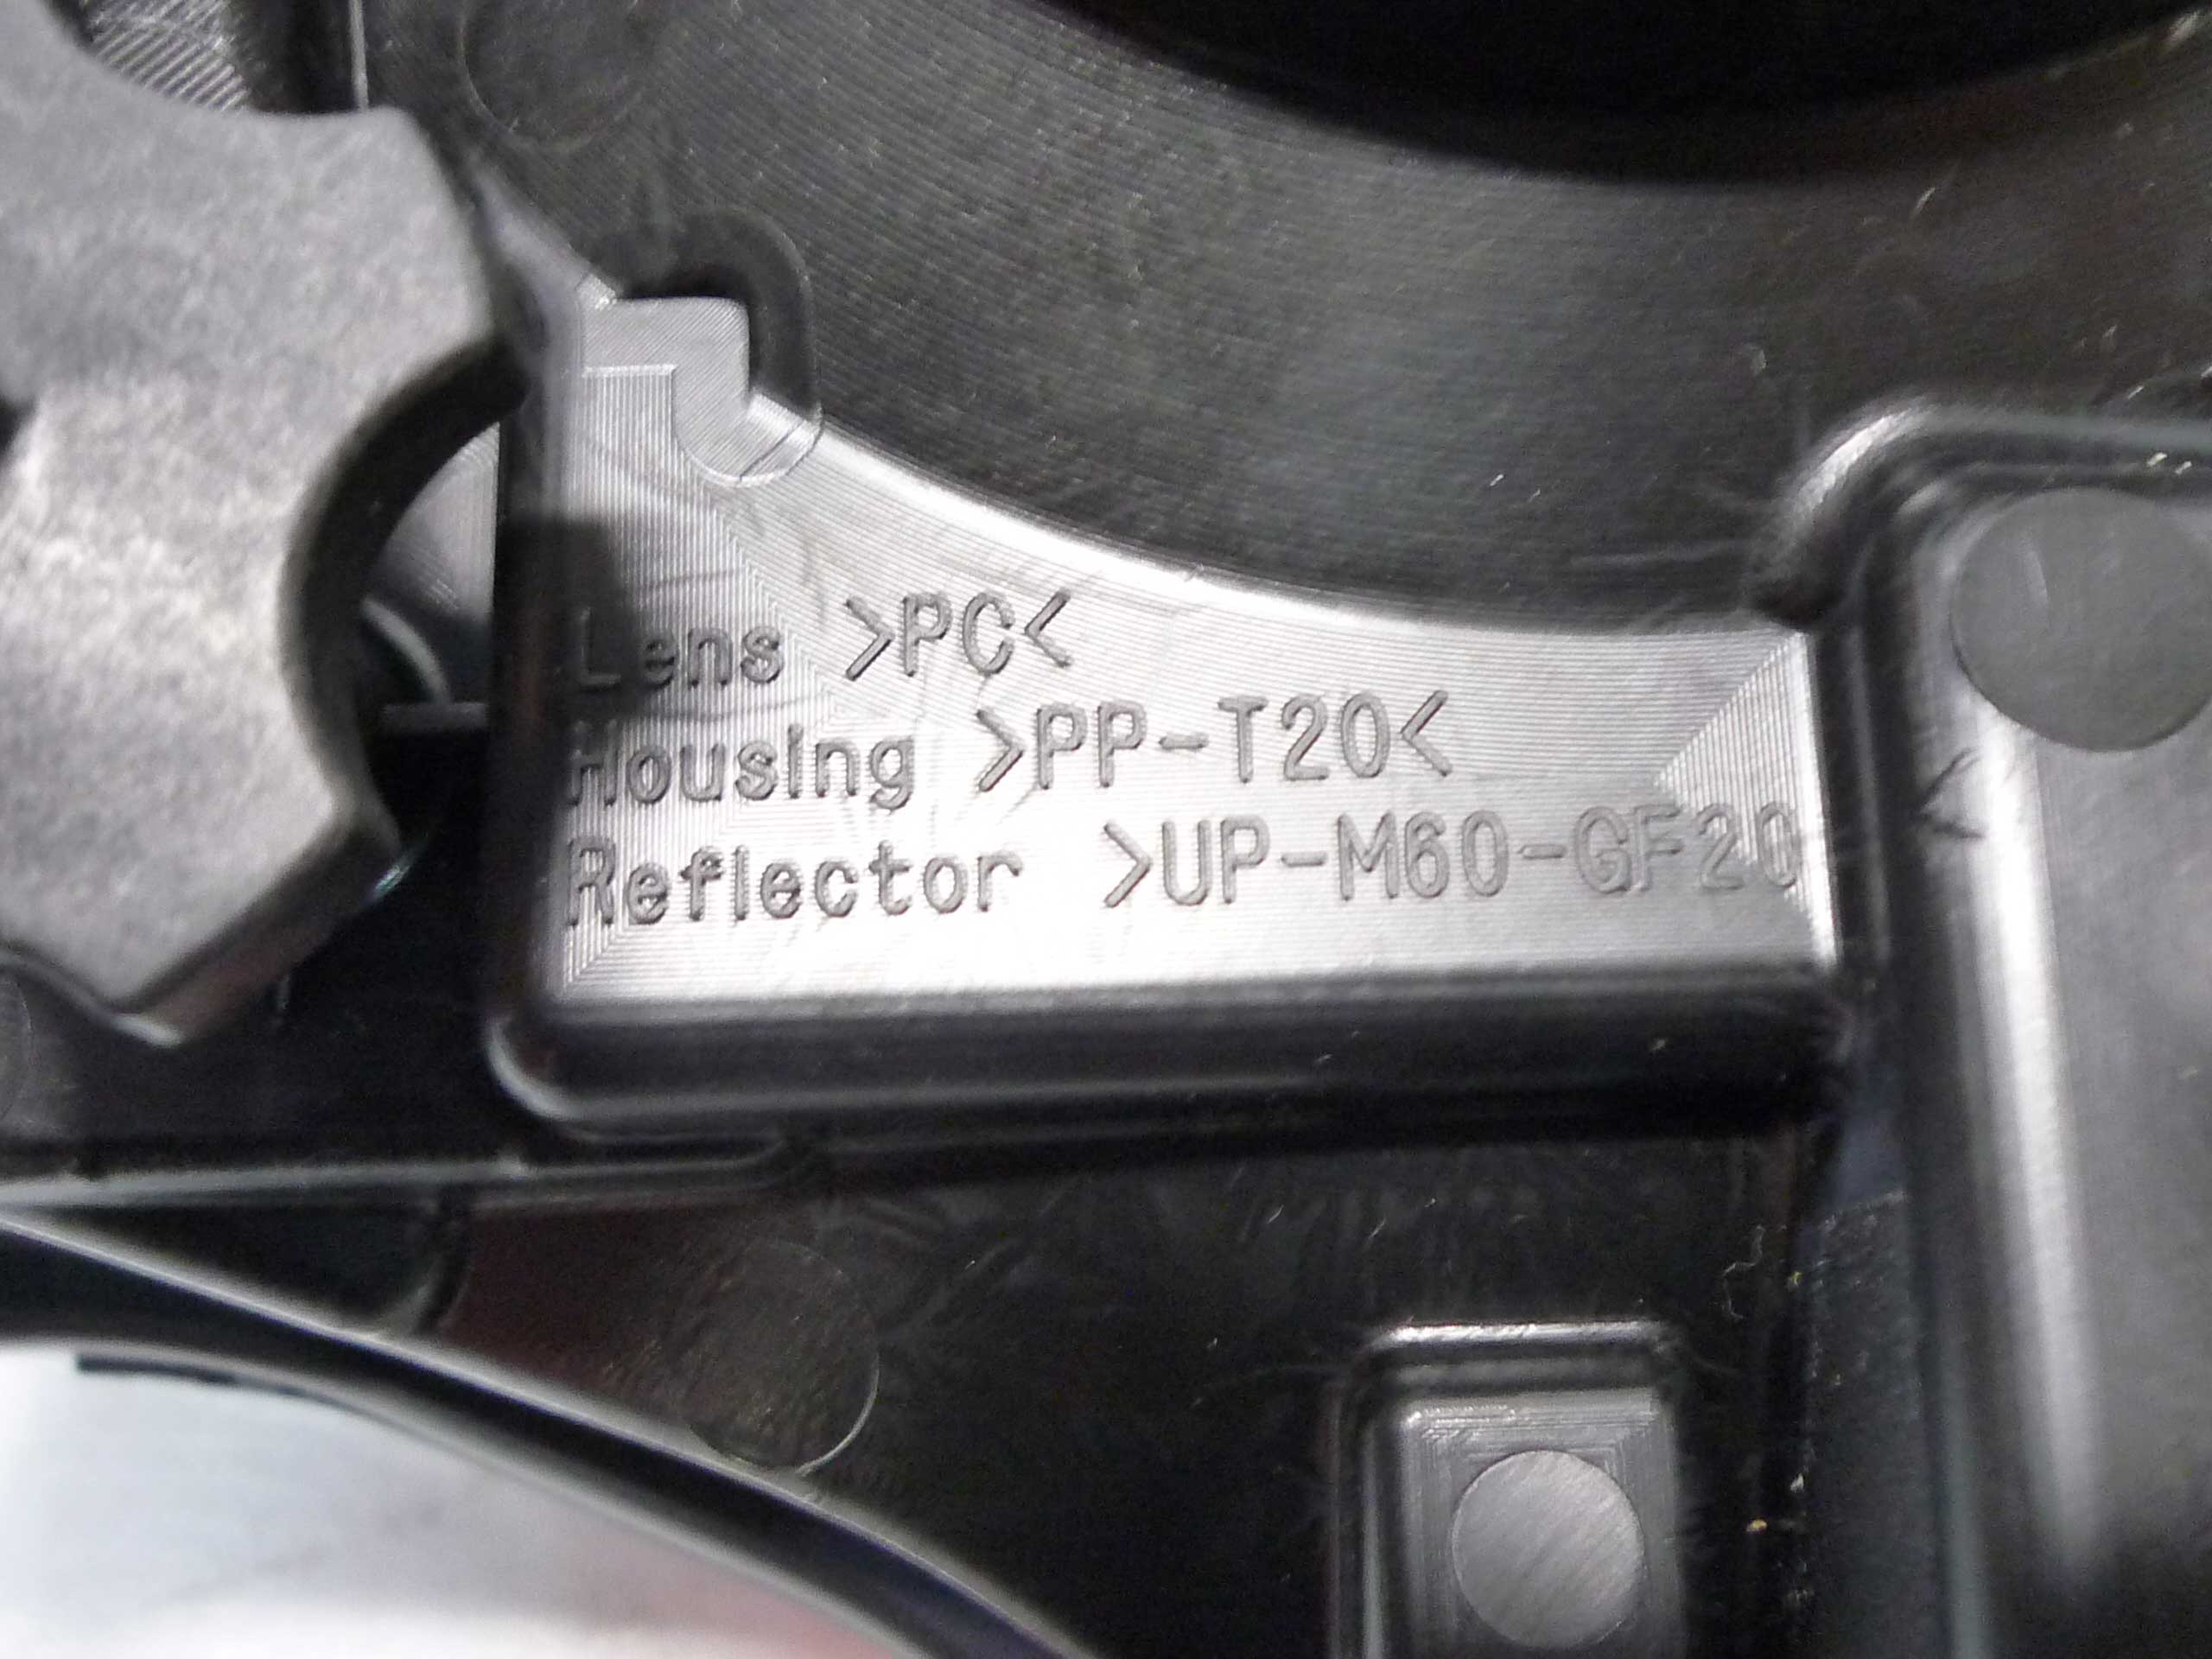 Lens >PC<
Housing >PP-T20<
Reflector >UP-M60-GF20<